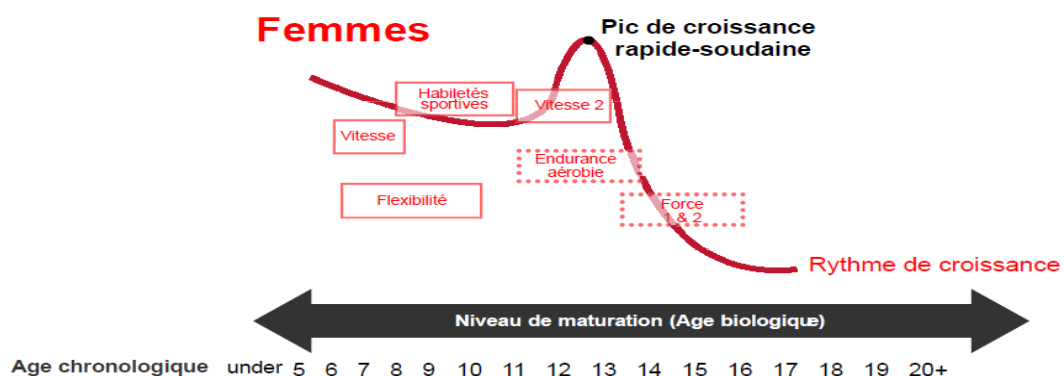 Femmes
Pic de croissance
rapide-soudaine
Habiletés
sportives
Vitesse 2
Vitesse
Endurance
aérobie
Flexibilité
Force
1 & 2
Rythme de croissance
Niveau de maturation (Age biologique)
Age chronologique under 5 6 7 8 9 10 11 12 13 14 15 16 17 18 19 20+